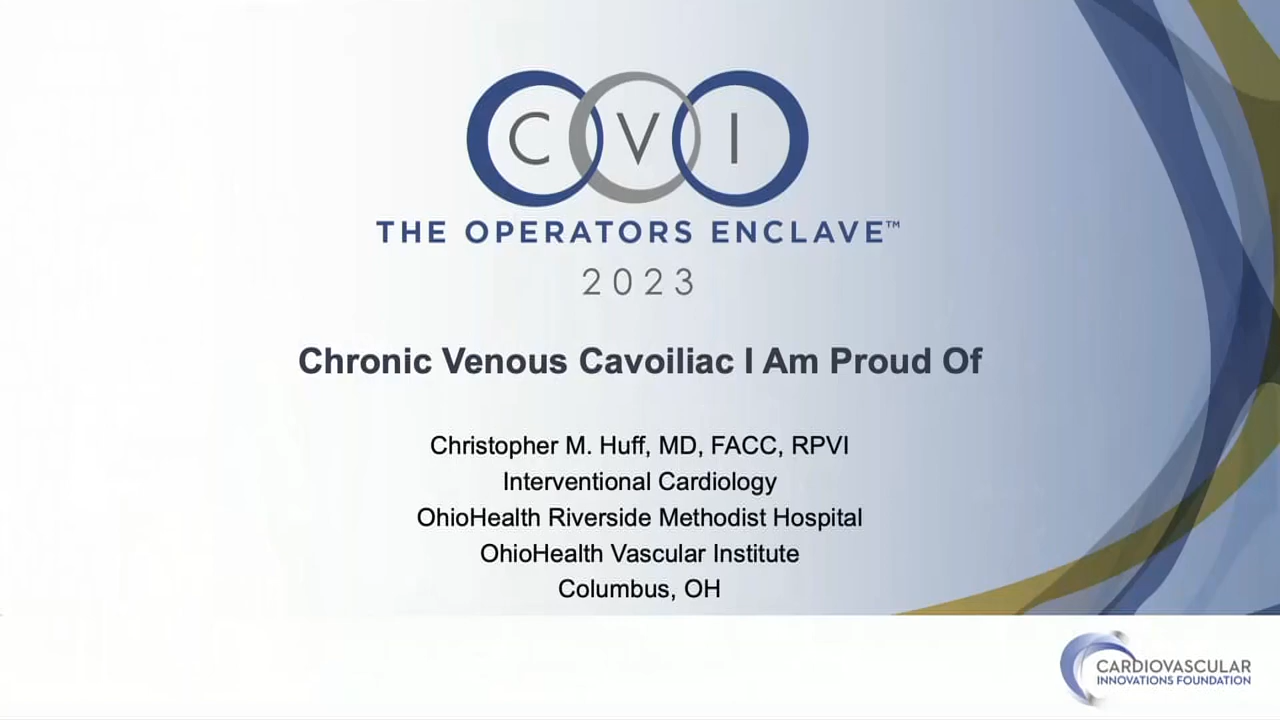 C V I
THE OPERATORS ENCLAVE™
2023
Chronic Venous Cavoiliac I Am Proud Of
Christopher M. Huff, MD, FACC, RPVI
Interventional Cardiology
OhioHealth Riverside Methodist Hospital
OhioHealth Vascular Institute
Columbus, OH
CARDIOVASCULAR
INNOVATIONS FOUNDATION